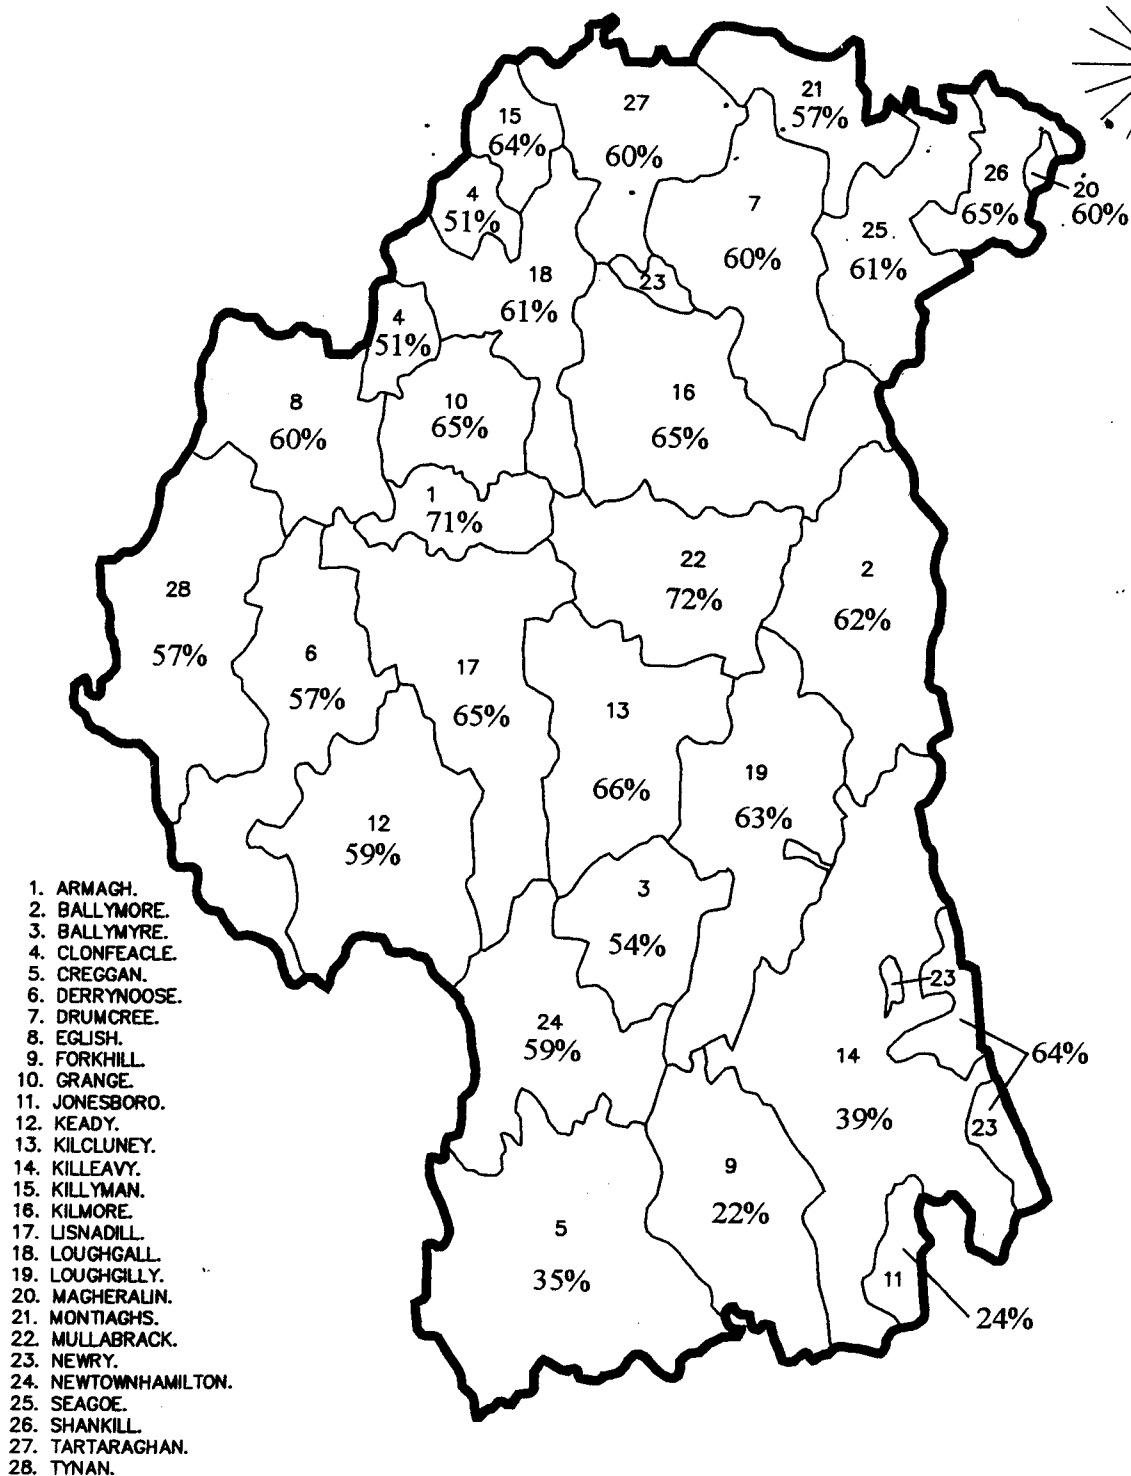 21
57%
27
60%
15
64%
26
65%
20
60%
4
51%
7
60%
25
61%
18
61%
23
4
51%
8
60%
10
65%
16
65%
1
71%
22
72%
2
62%
28
57%
6
57%
17
65%
13
66%
19
63%
12
59%
3
54%
23
24
59%
14
39%
64%
23
9
22%
5
35%
11
24%
1. ARMAGH.
2. BALLYMORE.
3. BALLYMYRE.
4. CLONFEACLE.
5. CREGGAN.
6. DERRYNOOSE.
7. DRUMCREE.
8. EGLISH.
9. FORKHILL.
10. GRANGE.
11. JONESBORO.
12. KEADY.
13. KILCLUNEY.
14. KILLEAVY.
15. KILLYMAN.
16. KILMORE.
17. LISNADILL.
18. LOUGHGALL.
19. LOUGHGILLY.
20. MAGHERALIN.
21. MONTIAGHS.
22. MULLABRACK.
23. NEWRY.
24. NEWTOWNHAMILTON.
25. SEAGOE.
26. SHANKILL.
27. TARTARAGHAN.
28. TYNAN.